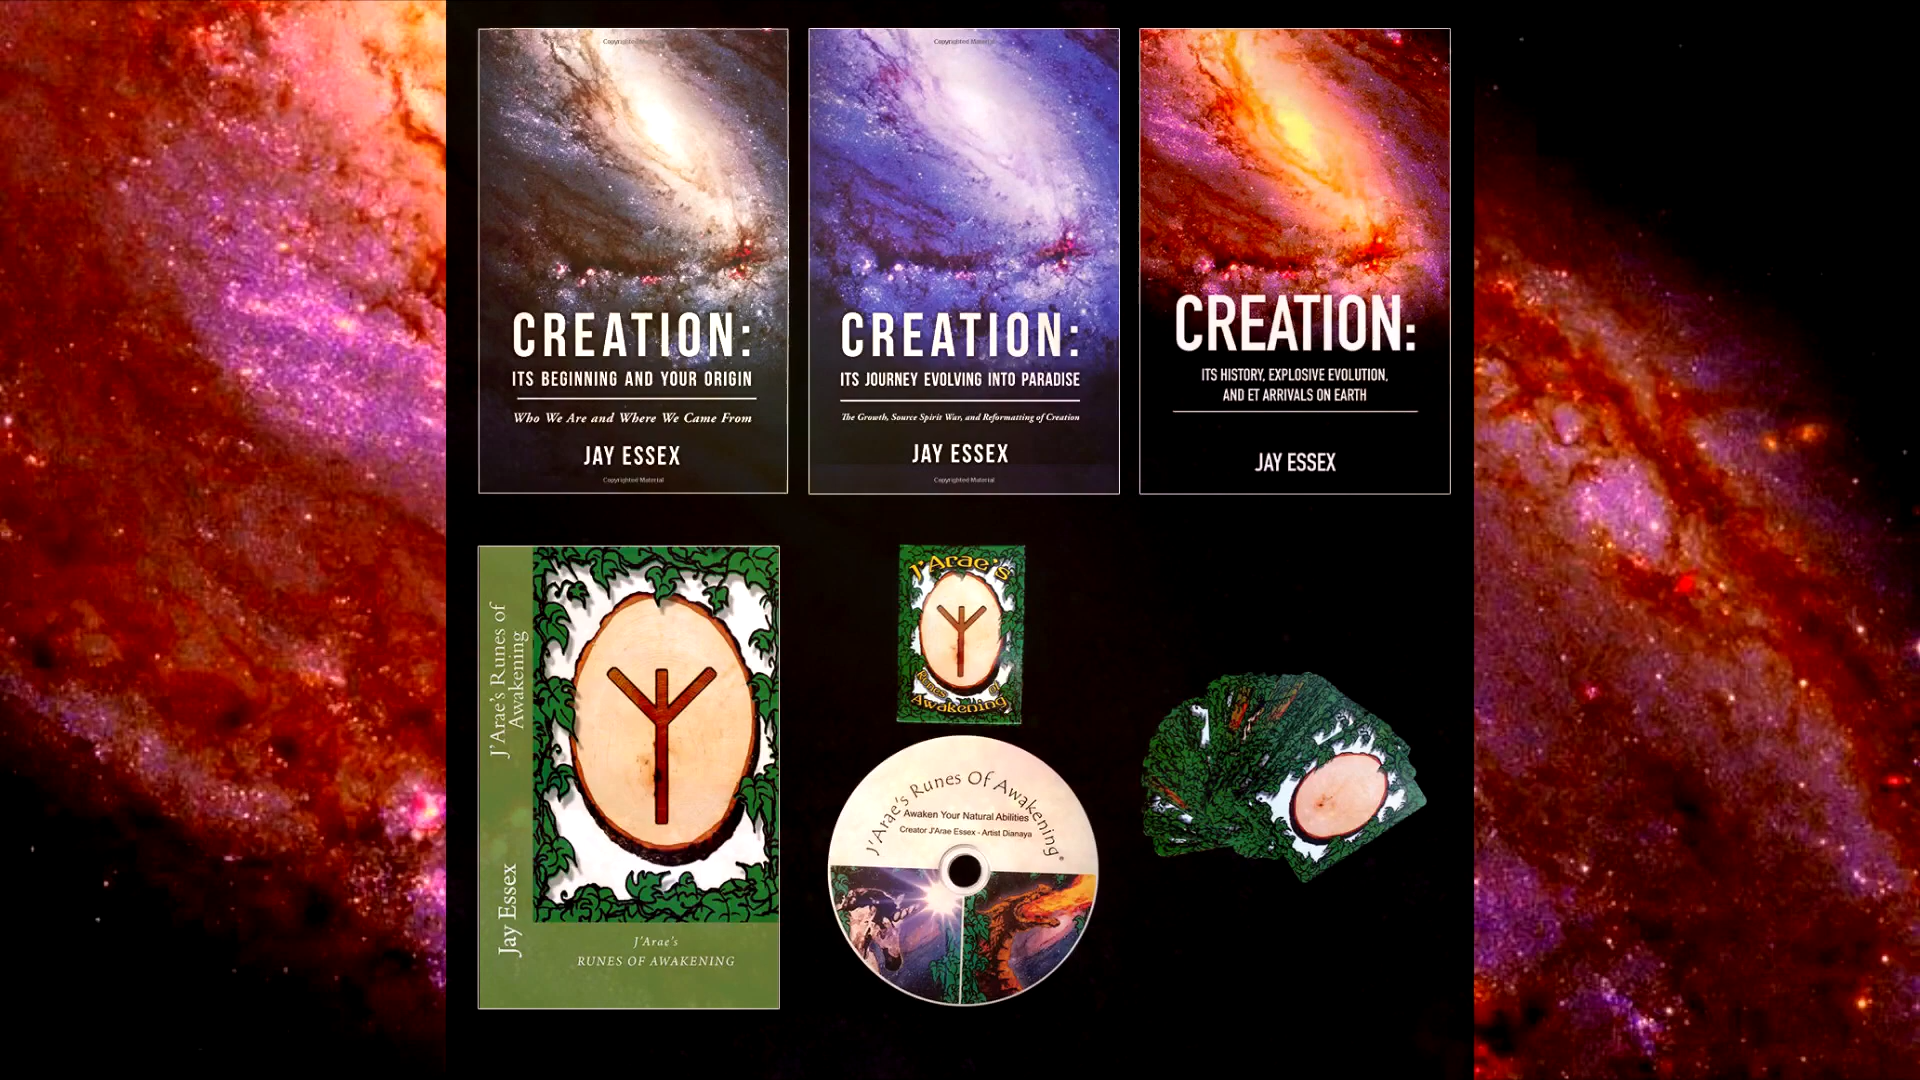 Copyrighted Material
CREATION:
ITS BEGINNING AND YOUR ORIGIN
Who We Are and Where We Came From
JAY ESSEX
Copyrighted Material
Copyrighted Material
CREATION:
ITS JOURNEY EVOLVING INTO PARADISE
The Growth, Source Spirit War, and Reformatting of Creation
JAY ESSEX
Copyrighted Material
CREATION:
ITS HISTORY, EXPLOSIVE EVOLUTION,
AND ET ARRIVALS ON EARTH
JAY ESSEX
J'Arae's Runes of
Awakening
Jay Essex
J'Arae's
RUNES OF AWAKENING
J'Arae's
Runes of
Awakening
J'Arae's Runes Of Awakening
Awaken Your Natural Abilities
Creator J'Arae Essex - Artist Dianaya